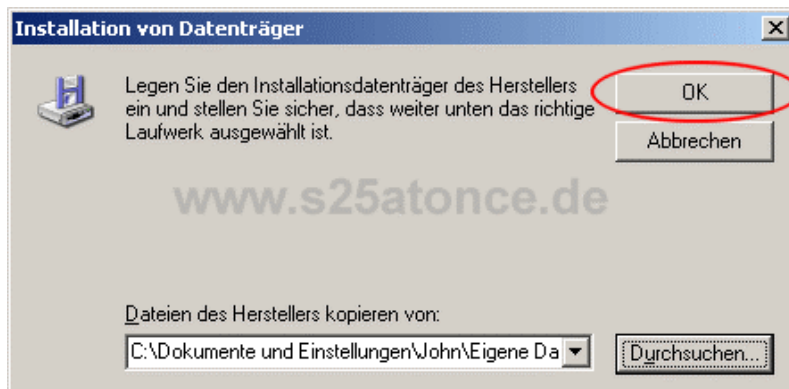 Installation von Datenträger
Legen Sie den Installationsdatenträger des Herstellers
ein und stellen Sie sicher, dass weiter unten das richtige
Laufwerk ausgewählt ist.
OK
Abbrechen
www.s25atonce.de
Dateien des Herstellers kopieren von:
C:\Dokumente und Einstellungen\John\Eigene Da
Durchsuchen...